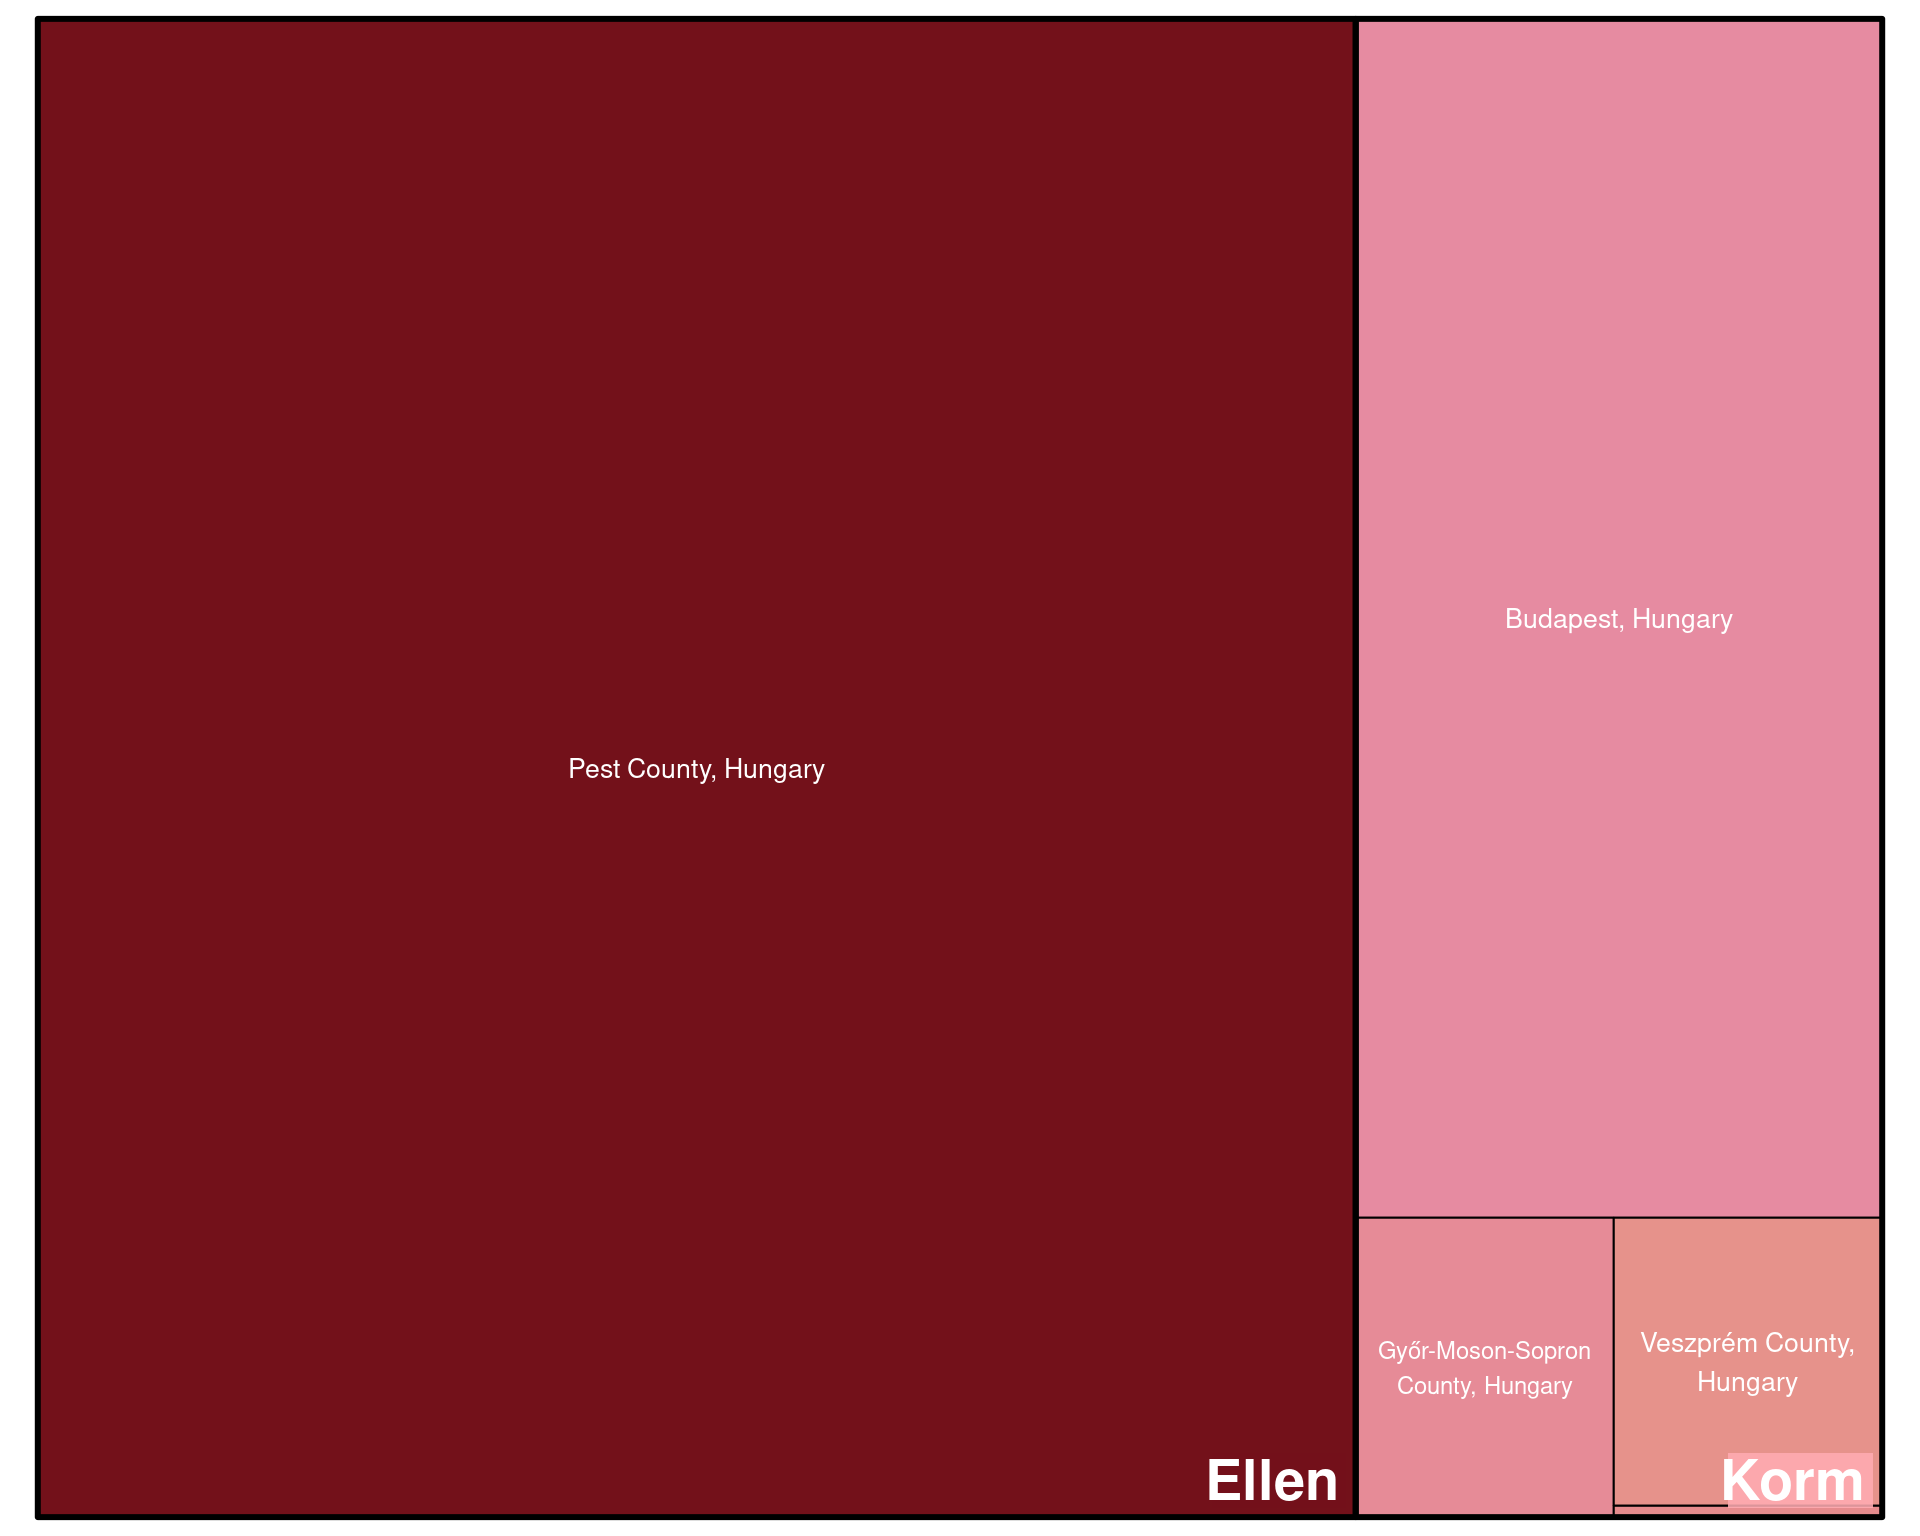 Budapest, Hungary
Pest County, Hungary
Győr-Moson-Sopron
County, Hungary
Veszprém County,
Hungary
Ellen
Korm